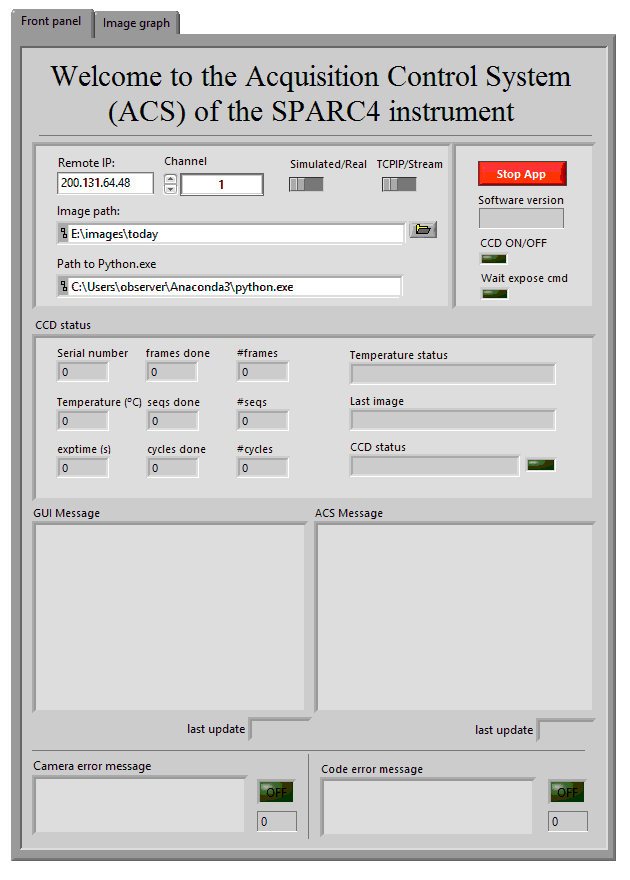 Front panel
Image graph
Welcome to the Acquisition Control System
(ACS) of the SPARC4 instrument
Remote IP:
Channel
Simulated/Real
TCPIP/Stream
200.131.64.48
1
Image path:
E:\images\today
Path to Python.exe
C:\Users\observer\Anaconda3\python.exe
Stop App
Software version
CCD ON/OFF
Wait expose cmd
CCD status
Serial number
frames done
#frames
0
0
0
Temperature (°C)
seqs done
#seqs
0
0
0
exptime (s)
cycles done
#cycles
0
0
0
Temperature status
Last image
CCD status
GUI Message
ACS Message
last update
last update
Camera error message
OFF
0
Code error message
OFF
0